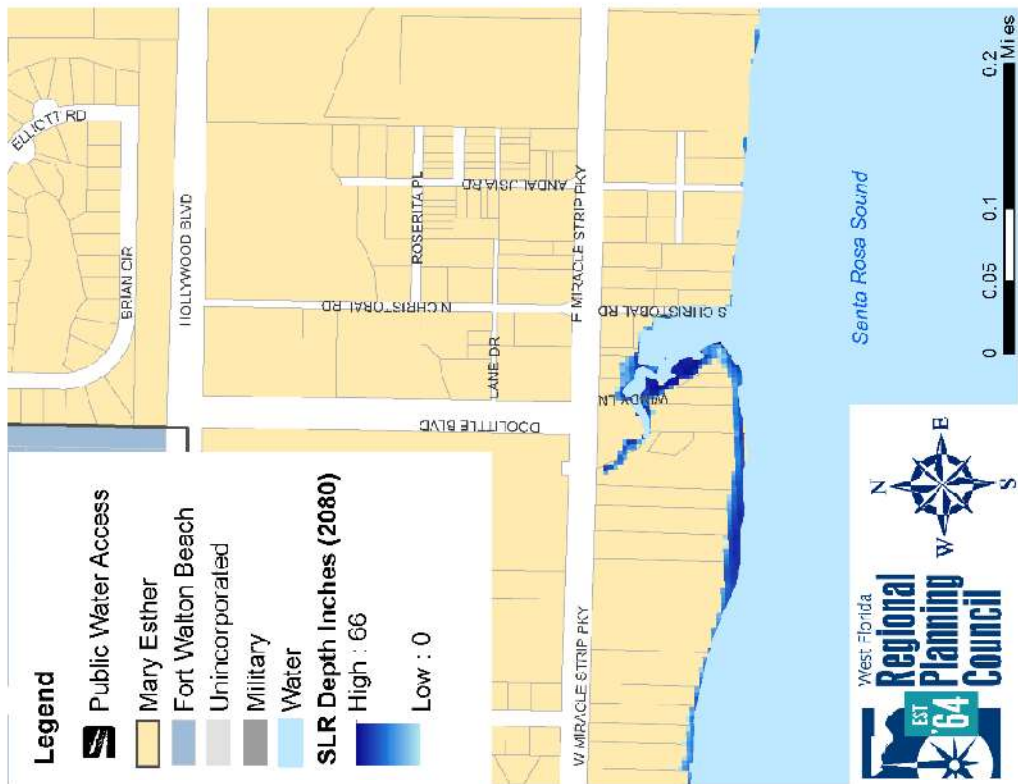 Legend
Public Water Access
Mary Esther
Fort Walton Beach
Unincorporated
Military
Water
SLR Depth Inches (2080)
High : 66
Low : 0
ELLIOTT RD
BRIAN CIR
HOLLYWOOD BLVD
ROSERITA PL
ANDALUSIA RD
N CHRISTOBAL RD
LANE DR
DOOLITTLE BLVD
E MIRACLE STRIP PKY
S CHRISTOBAL RD
WINDY LN
W MIRACLE STRIP PKY
Santa Rosa Sound
0 0.05 0.1 0.2
Miles
N
W E
S
West Florida
Regional
Planning
Council
EST
'64